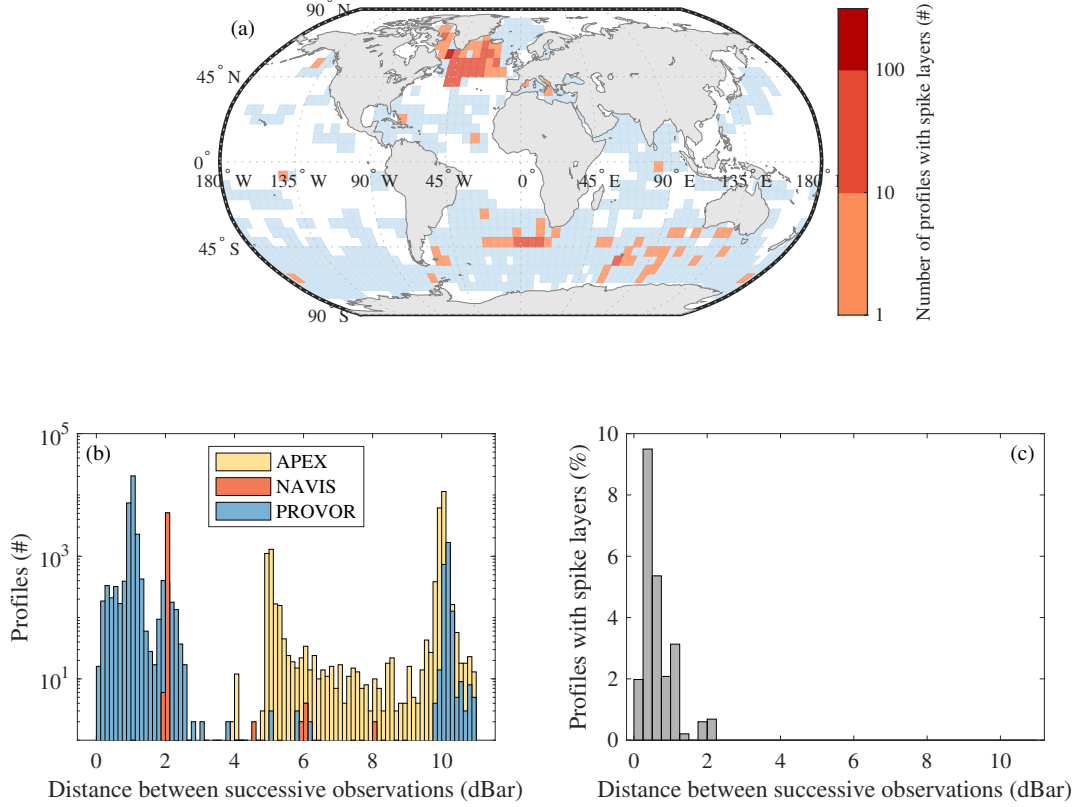 (a)
90° N
45° N
0°
180° W
135° W
90° W
45° W
0°
45° E
90° E
135° E
180°
45° S
90° S
100
10
1
Number of profiles with spike layers (#)
(b)
10^5
10^3
10^1
APEX
NAVIS
PROVOR
Profiles (#)
0 2 4 6 8 10
Distance between successive observations (dBar)
(c)
10
8
6
4
2
0
Profiles with spike layers (%)
0 2 4 6 8 10
Distance between successive observations (dBar)